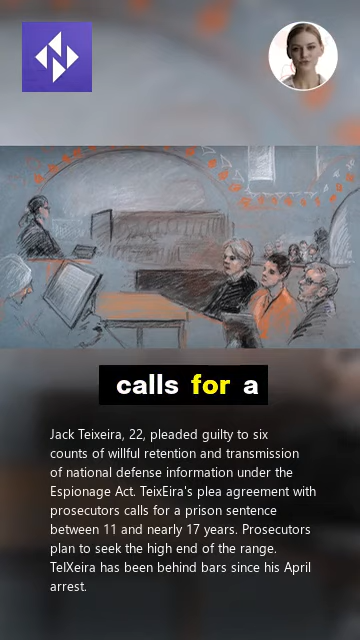 calls for a
Jack Teixeira, 22, pleaded guilty to six
counts of willful retention and transmission
of national defense information under the
Espionage Act. TeixEira's plea agreement with
prosecutors calls for a prison sentence
between 11 and nearly 17 years. Prosecutors
plan to seek the high end of the range.
TeIXeira has been behind bars since his April
arrest.